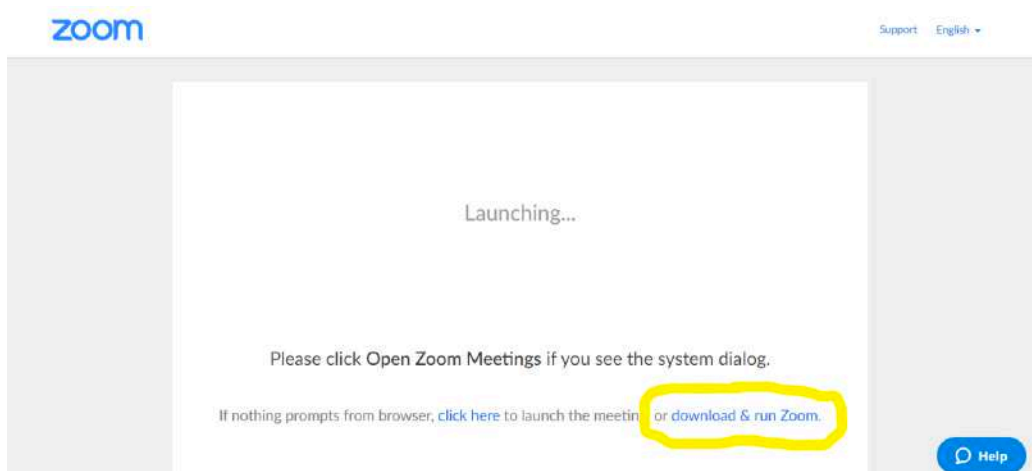 zoom
Support English
Launching...
Please click Open Zoom Meetings if you see the system dialog.
If nothing prompts from browser, click here to launch the meetin or download & run Zoom.
Help